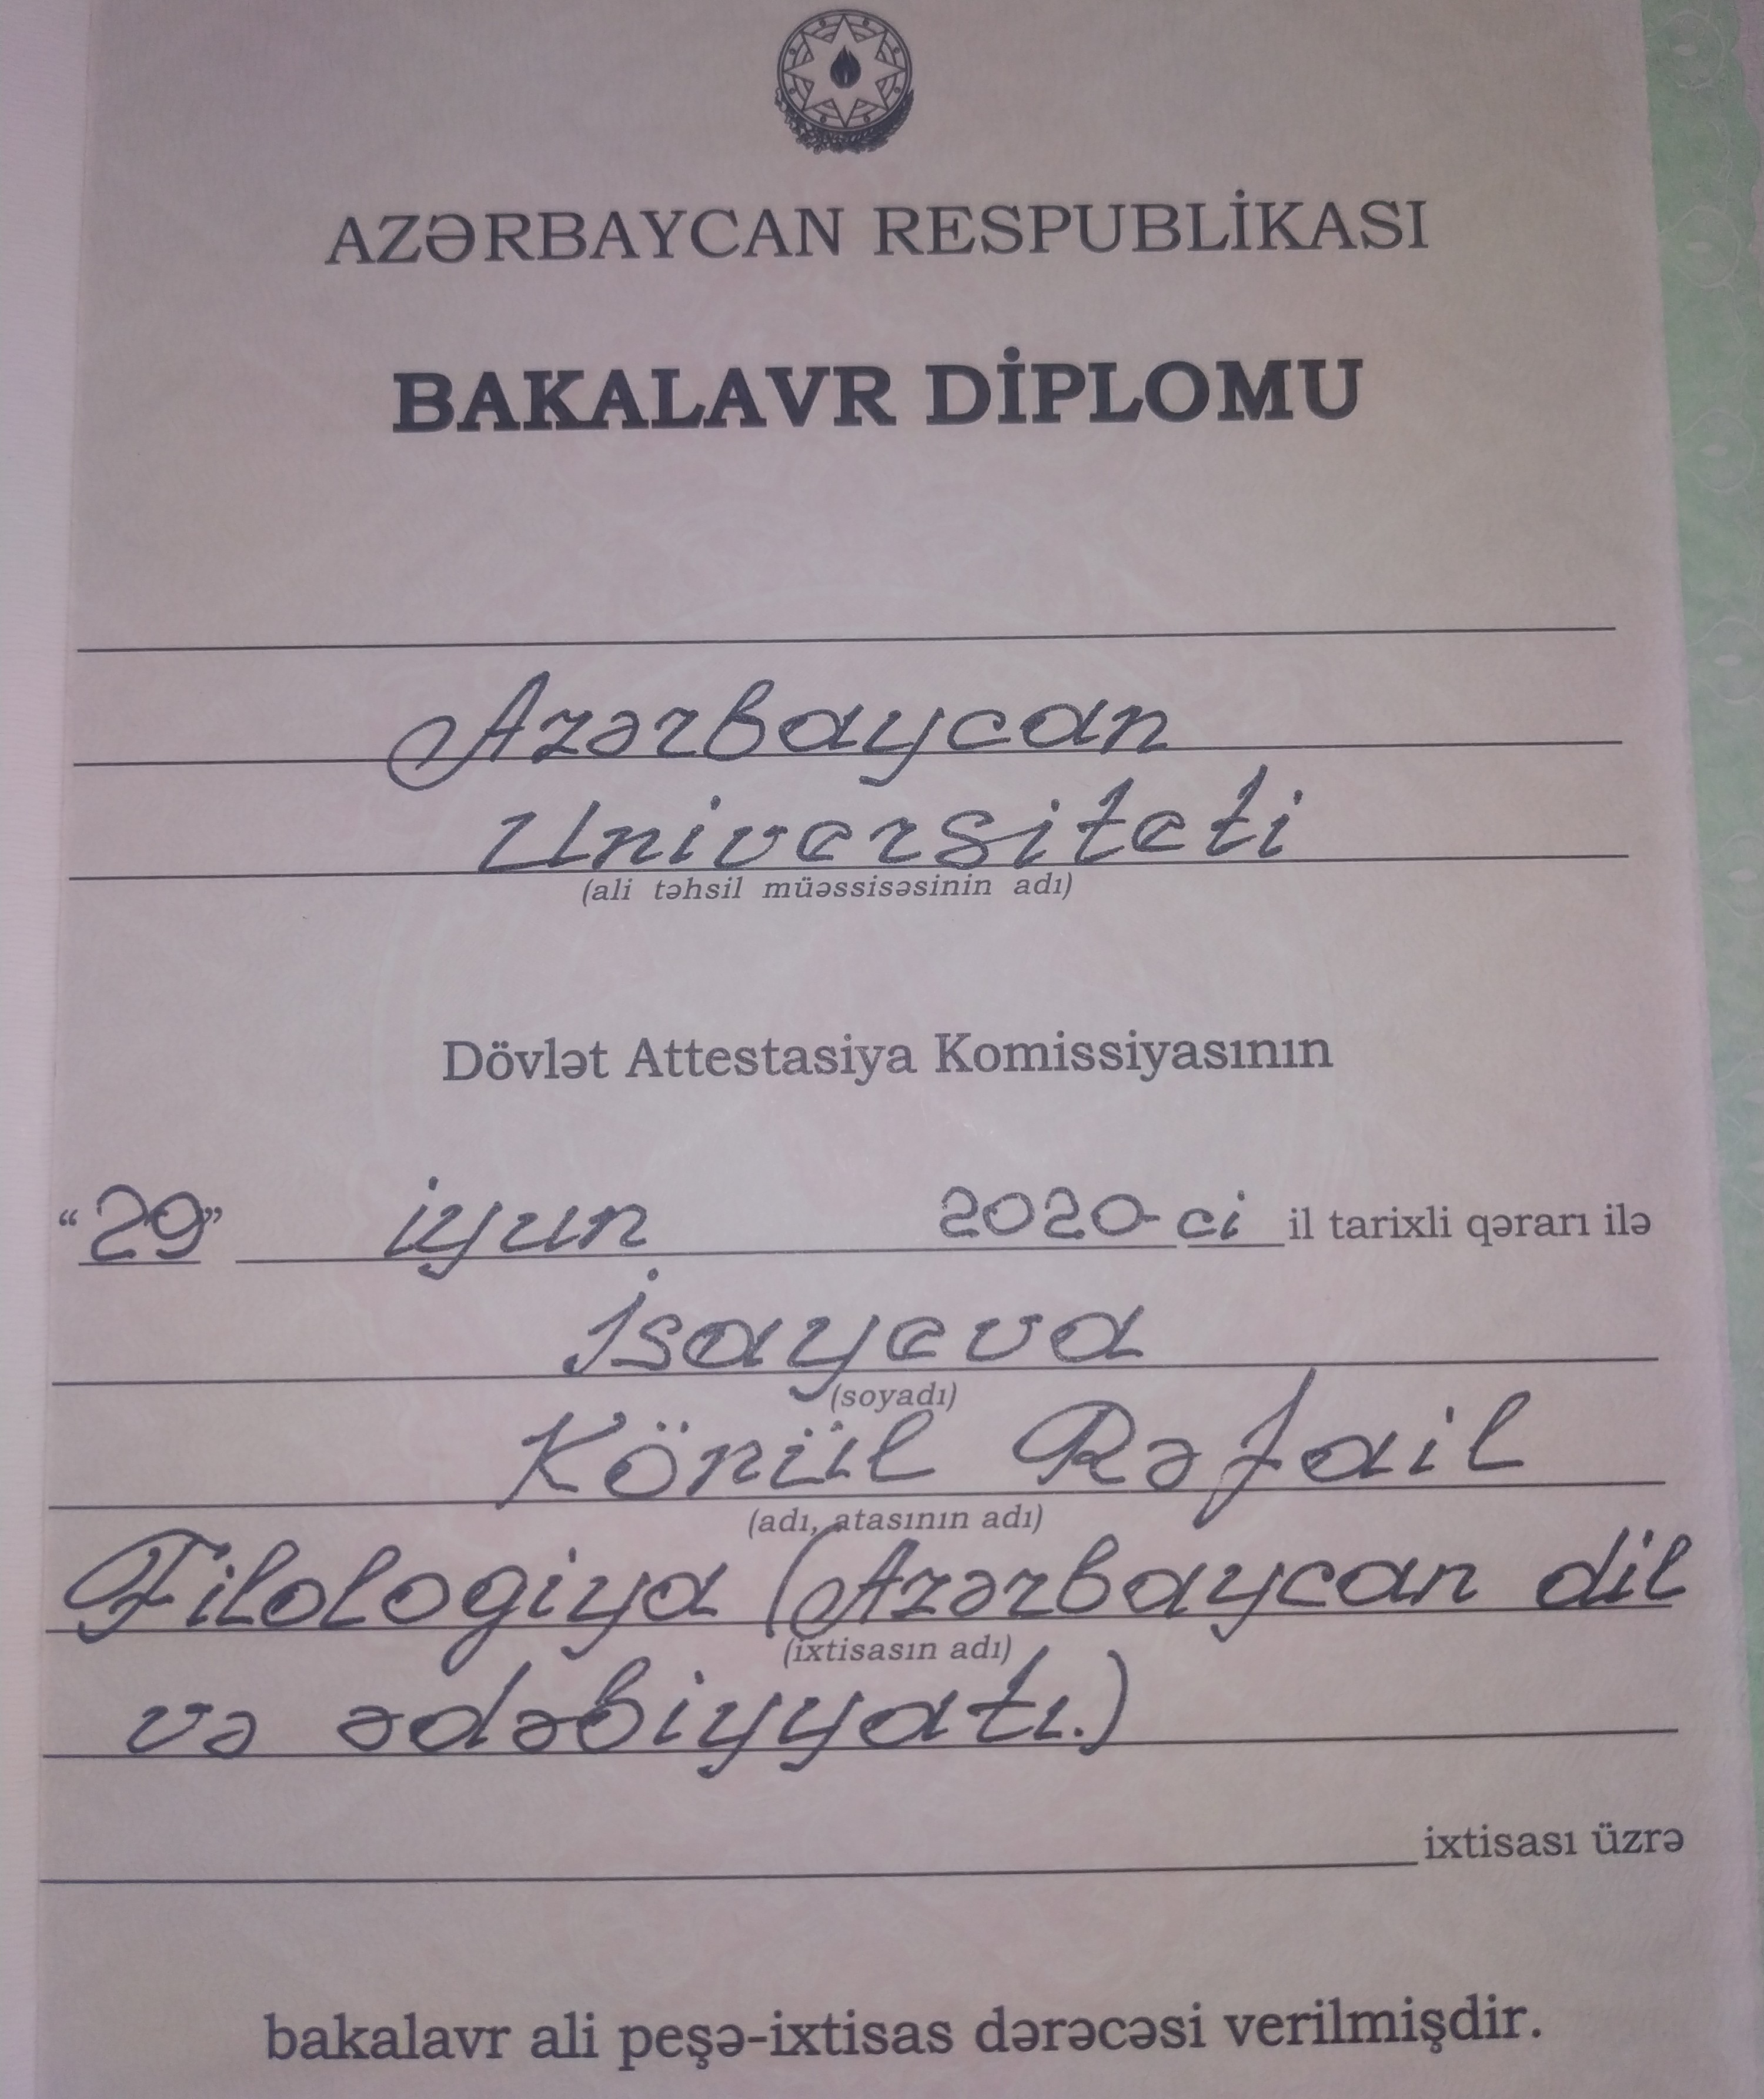 AZƏRBAYCAN RESPUBLİKASI
BAKALAVR DİPLOMU
Azərbaycan
Universiteti
(ali təhsil müəssisəsinin adı)
Dövlət Attestasiya Komissiyasının
“29” iyun 2020-ci il tarixli qərarı ilə
İsayeva
(soyadı)
Könül Rəfail
(adı, atasının adı)
Filologiya (Azərbaycan dil
(ixtisasın adı)
və ədəbiyyatı.)
ixtisası üzrə
bakalavr ali peşə-ixtisas dərəcəsi verilmişdir.